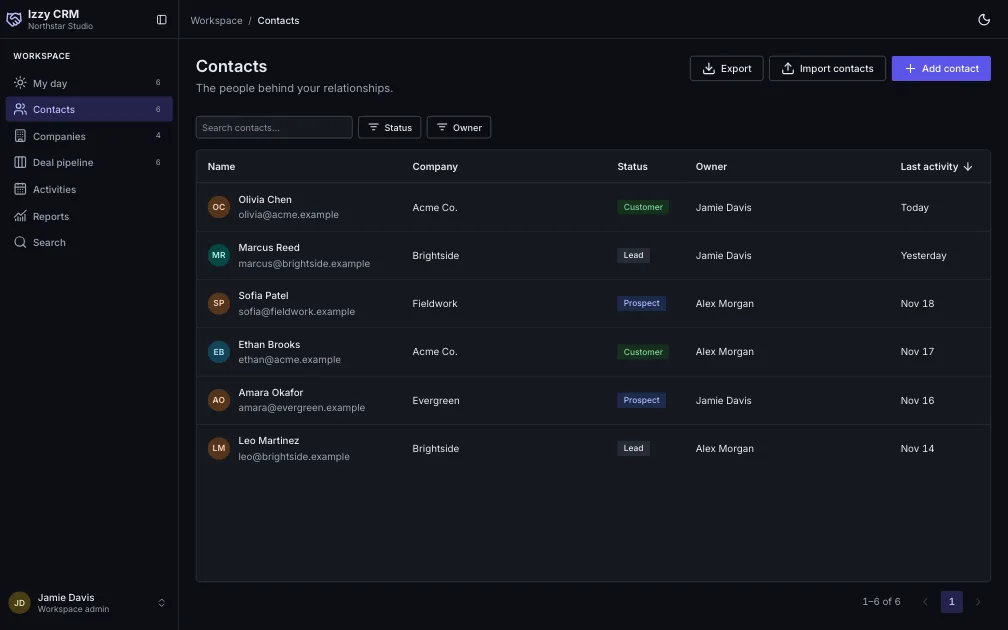 Izzy CRM
Northstar Studio
Workspace / Contacts
WORKSPACE
My day 6
Contacts 6
Companies 4
Deal pipeline 6
Activities
Reports
Search
Jamie Davis
Workspace admin
JD
Contacts
The people behind your relationships.
Export
Import contacts
Add contact
Search contacts...
Status
Owner
Name Company Status Owner Last activity
OC Olivia Chen
olivia@acme.example
Acme Co. Customer Jamie Davis Today
MR Marcus Reed
marcus@brightside.example
Brightside Lead Jamie Davis Yesterday
SP Sofia Patel
sofia@fieldwork.example
Fieldwork Prospect Alex Morgan Nov 18
EB Ethan Brooks
ethan@acme.example
Acme Co. Customer Alex Morgan Nov 17
AO Amara Okafor
amara@evergreen.example
Evergreen Prospect Jamie Davis Nov 16
LM Leo Martinez
leo@brightside.example
Brightside Lead Alex Morgan Nov 14
1–6 of 6
1